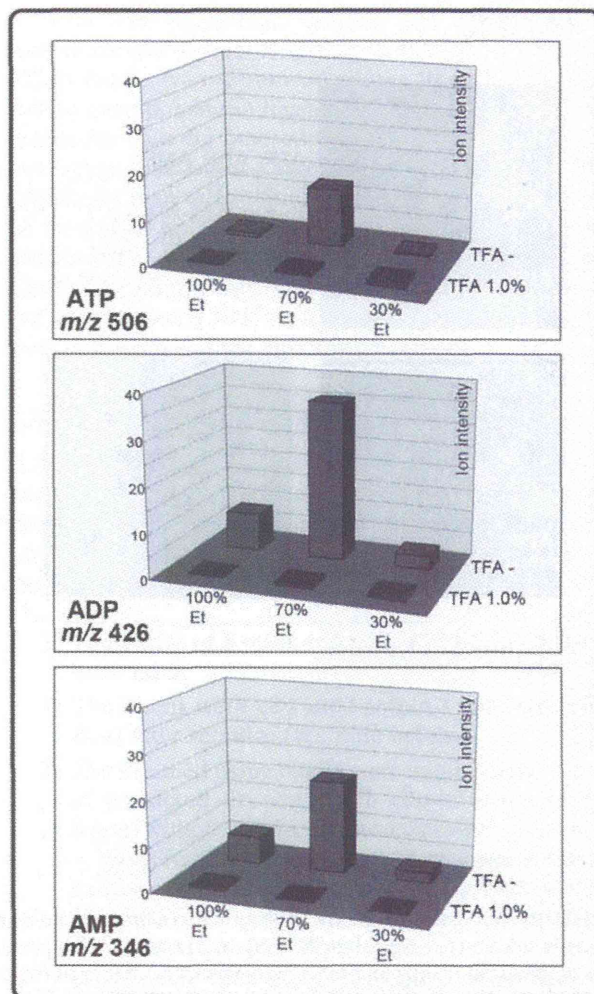 40
30
20
10
0
Ion intensity
TFA -
TFA 1.0%
100% Et
70% Et
30% Et
ATP
m/z 506
40
30
20
10
0
Ion intensity
TFA -
TFA 1.0%
100% Et
70% Et
30% Et
ADP
m/z 426
40
30
20
10
0
Ion intensity
TFA -
TFA 1.0%
100% Et
70% Et
30% Et
AMP
m/z 346